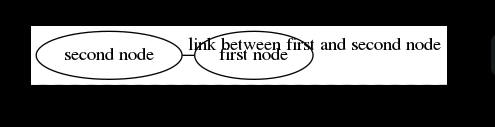 link between first and second node
second node
first node